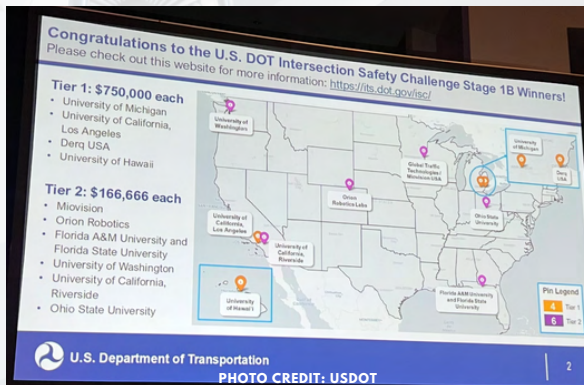 Congratulations to the U.S. DOT Intersection Safety Challenge Stage 1B Winners!
Please check out this website for more information: https://its.dot.gov/isc/
Tier 1: $750,000 each
• University of Michigan
• University of California,
Los Angeles
• Derq USA
• University of Hawaii
Tier 2: $166,666 each
• Miovision
• Orion Robotics
• Florida A&M University and
Florida State University
• University of Washington
• University of California,
Riverside
• Ohio State University
University of
Washington
Global Traffic
Technologies/
Miovision USA
University
of Michigan
Derq
USA
Orion
Robotics Labs
Ohio State
University
University of
California,
Los Angeles
University of
California,
Riverside
University
of Hawai'i
Florida A&M University
and Florida State
University
Pin Legend
4 Tier 1
6 Tier 2
U.S. Department of Transportation
2
PHOTO CREDIT: USDOT